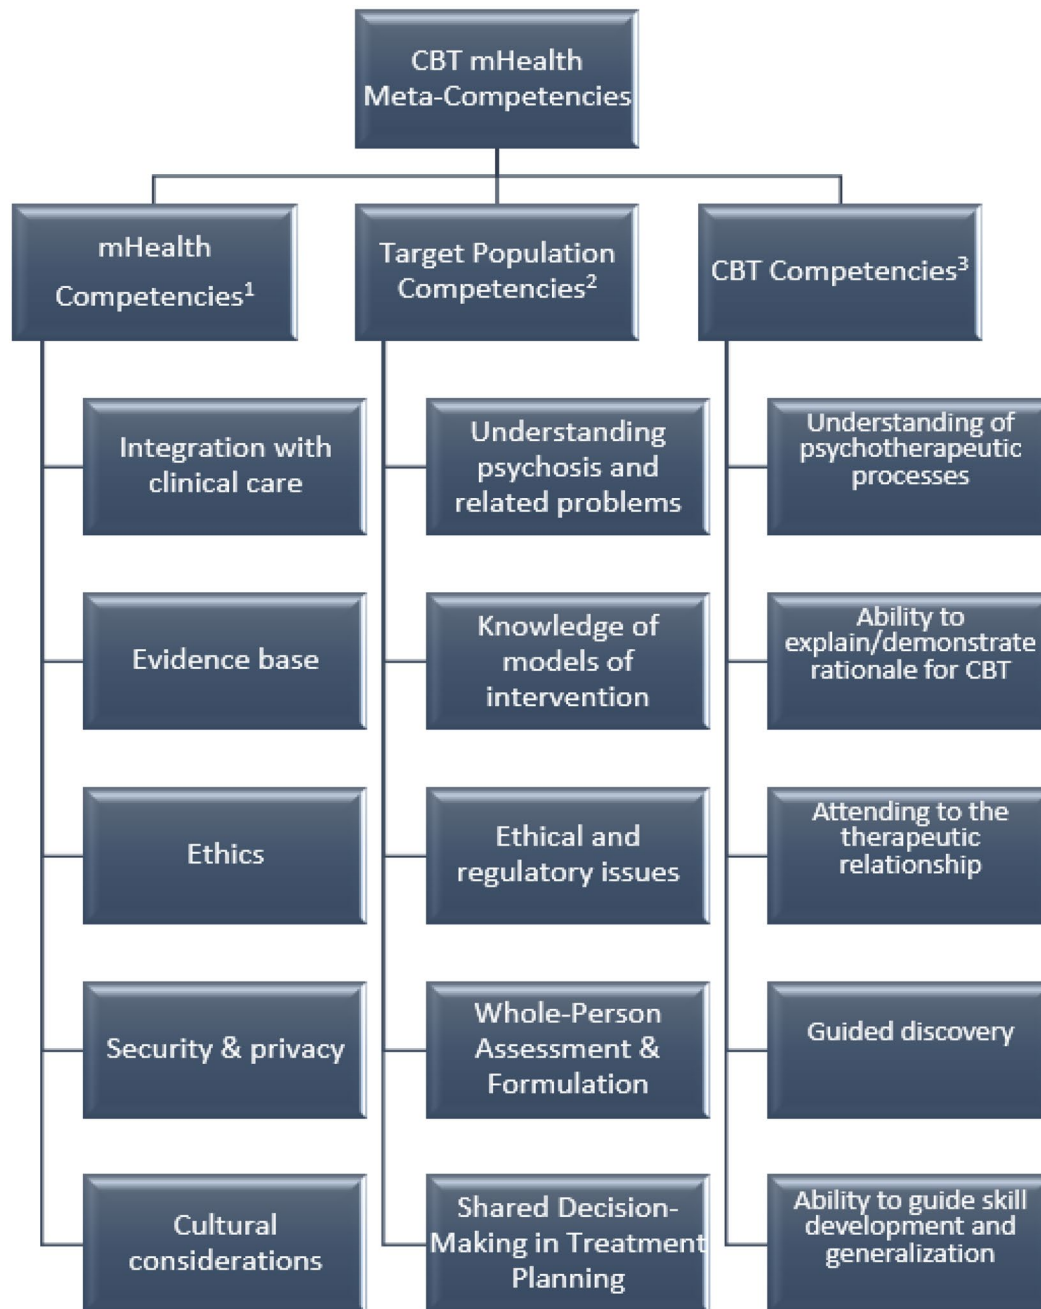 CBT mHealth
Meta-Competencies
mHealth
Competencies¹
Target Population
Competencies²
CBT Competencies³
Integration with
clinical care
Understanding
psychosis and
related problems
Understanding of
psychotherapeutic
processes
Evidence base
Knowledge of
models of
intervention
Ability to
explain/demonstrate
rationale for CBT
Ethics
Ethical and
regulatory issues
Attending to the
therapeutic
relationship
Security & privacy
Whole-Person
Assessment &
Formulation
Guided discovery
Cultural
considerations
Shared Decision-
Making in Treatment
Planning
Ability to guide skill
development and
generalization